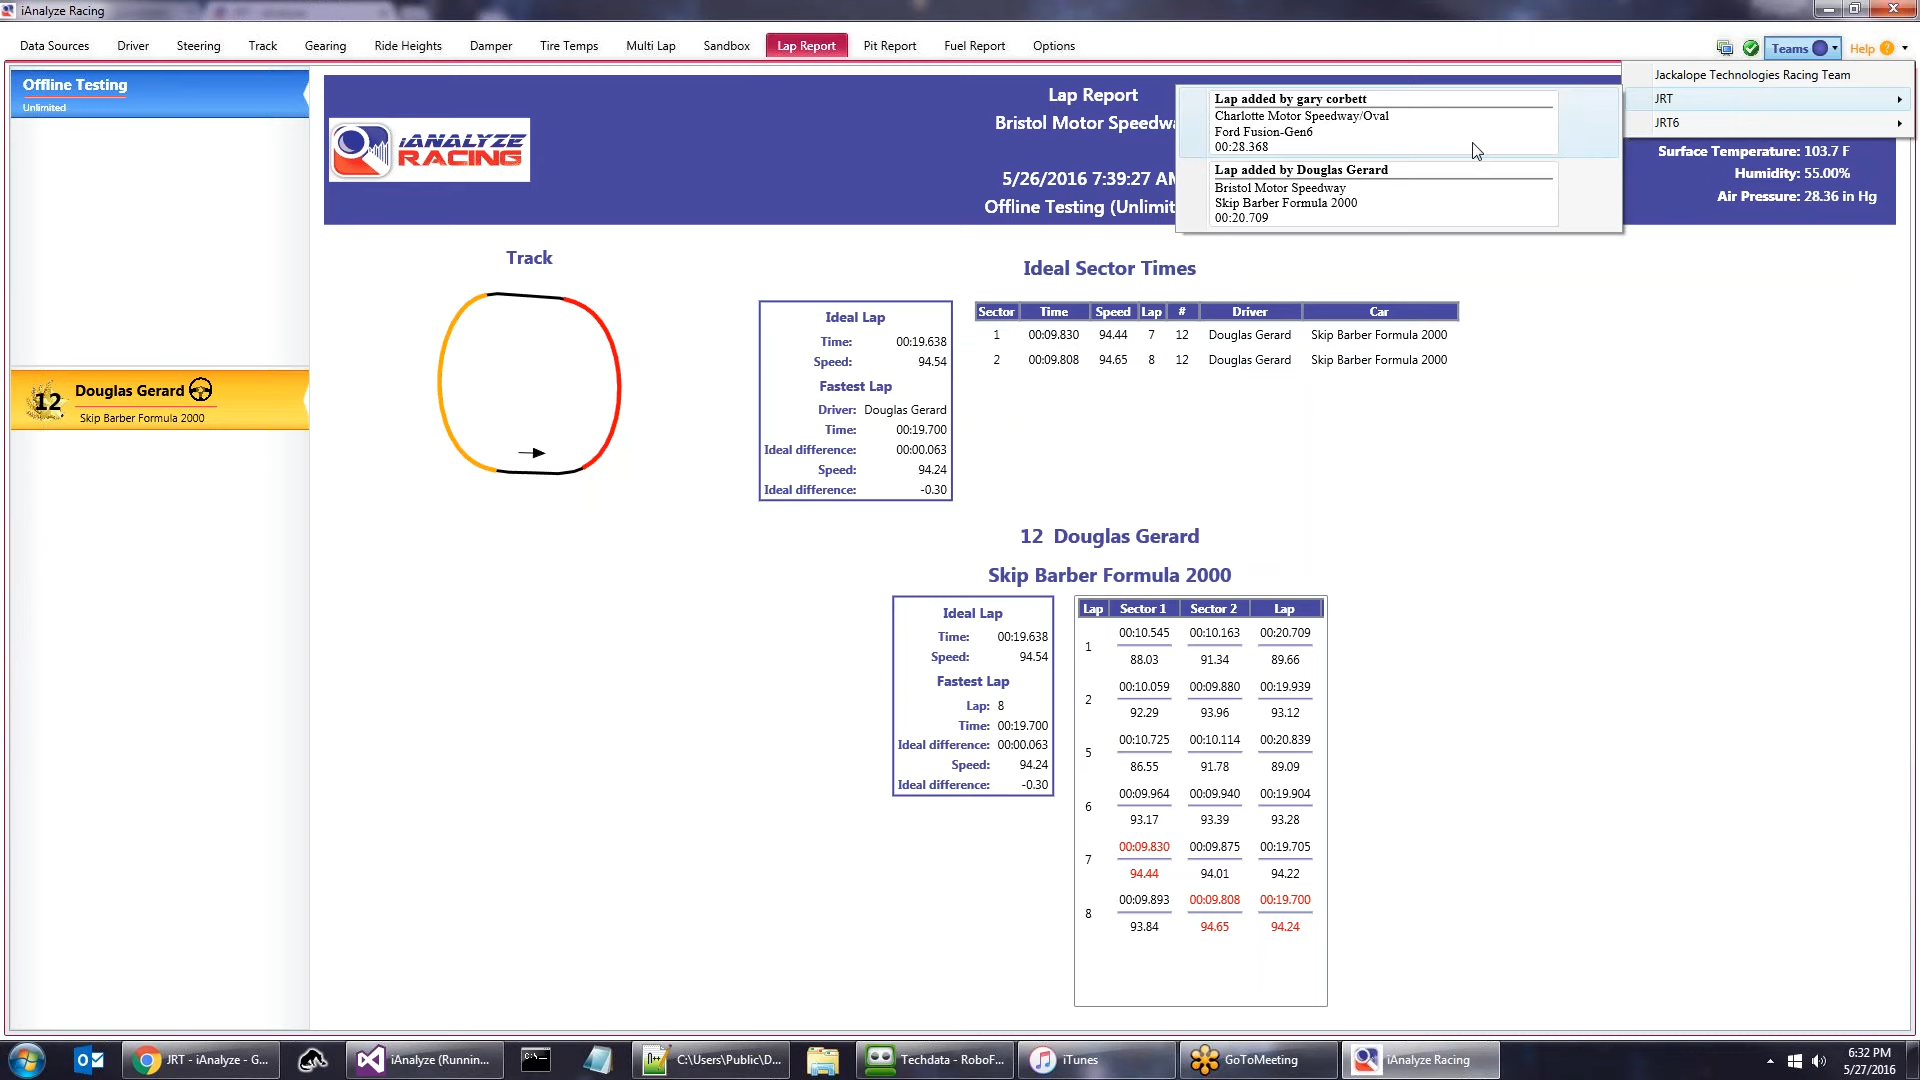 iAnalyze Racing
Data Sources Driver Steering Track Gearing Ride Heights Damper Tire Temps Multi Lap Sandbox Lap Report Pit Report Fuel Report Options Teams Help ?
Jackalope Technologies Racing Team
JRT
JRT6
Lap added by gary corbett
Charlotte Motor Speedway/Oval
Ford Fusion-Gen6
00:28.368
Lap added by Douglas Gerard
Bristol Motor Speedway
Skip Barber Formula 2000
00:20.709
Offline Testing
Unlimited
12 Douglas Gerard
Skip Barber Formula 2000
iANALYZE
RACING
Lap Report
Bristol Motor Speedwa
5/26/2016 7:39:27 AM
Offline Testing (Unlimit
Surface Temperature: 103.7 F
Humidity: 55.00%
Air Pressure: 28.36 in Hg
Track
Ideal Lap
Time: 00:19.638
Speed: 94.54
Fastest Lap
Driver: Douglas Gerard
Time: 00:19.700
Ideal difference: 00:00.063
Speed: 94.24
Ideal difference: -0.30
Ideal Sector Times
Sector Time Speed Lap # Driver Car
1 00:09.830 94.44 7 12 Douglas Gerard Skip Barber Formula 2000
2 00:09.808 94.65 8 12 Douglas Gerard Skip Barber Formula 2000
12 Douglas Gerard
Skip Barber Formula 2000
Ideal Lap
Time: 00:19.638
Speed: 94.54
Fastest Lap
Lap: 8
Time: 00:19.700
Ideal difference: 00:00.063
Speed: 94.24
Ideal difference: -0.30
Lap Sector 1 Sector 2 Lap
1 00:10.545 00:10.163 00:20.709
88.03 91.34 89.66
2 00:10.059 00:09.880 00:19.939
92.29 93.96 93.12
5 00:10.725 00:10.114 00:20.839
86.55 91.78 89.09
6 00:09.964 00:09.940 00:19.904
93.17 93.39 93.28
7 00:09.830 00:09.875 00:19.705
94.44 94.01 94.22
8 00:09.893 00:09.808 00:19.700
93.84 94.65 94.24
JRT - iAnalyze - G... iAnalyze (Runnin... C:\Users\Public\D... Techdata - RoboF... iTunes GoToMeeting iAnalyze Racing
6:32 PM
5/27/2016